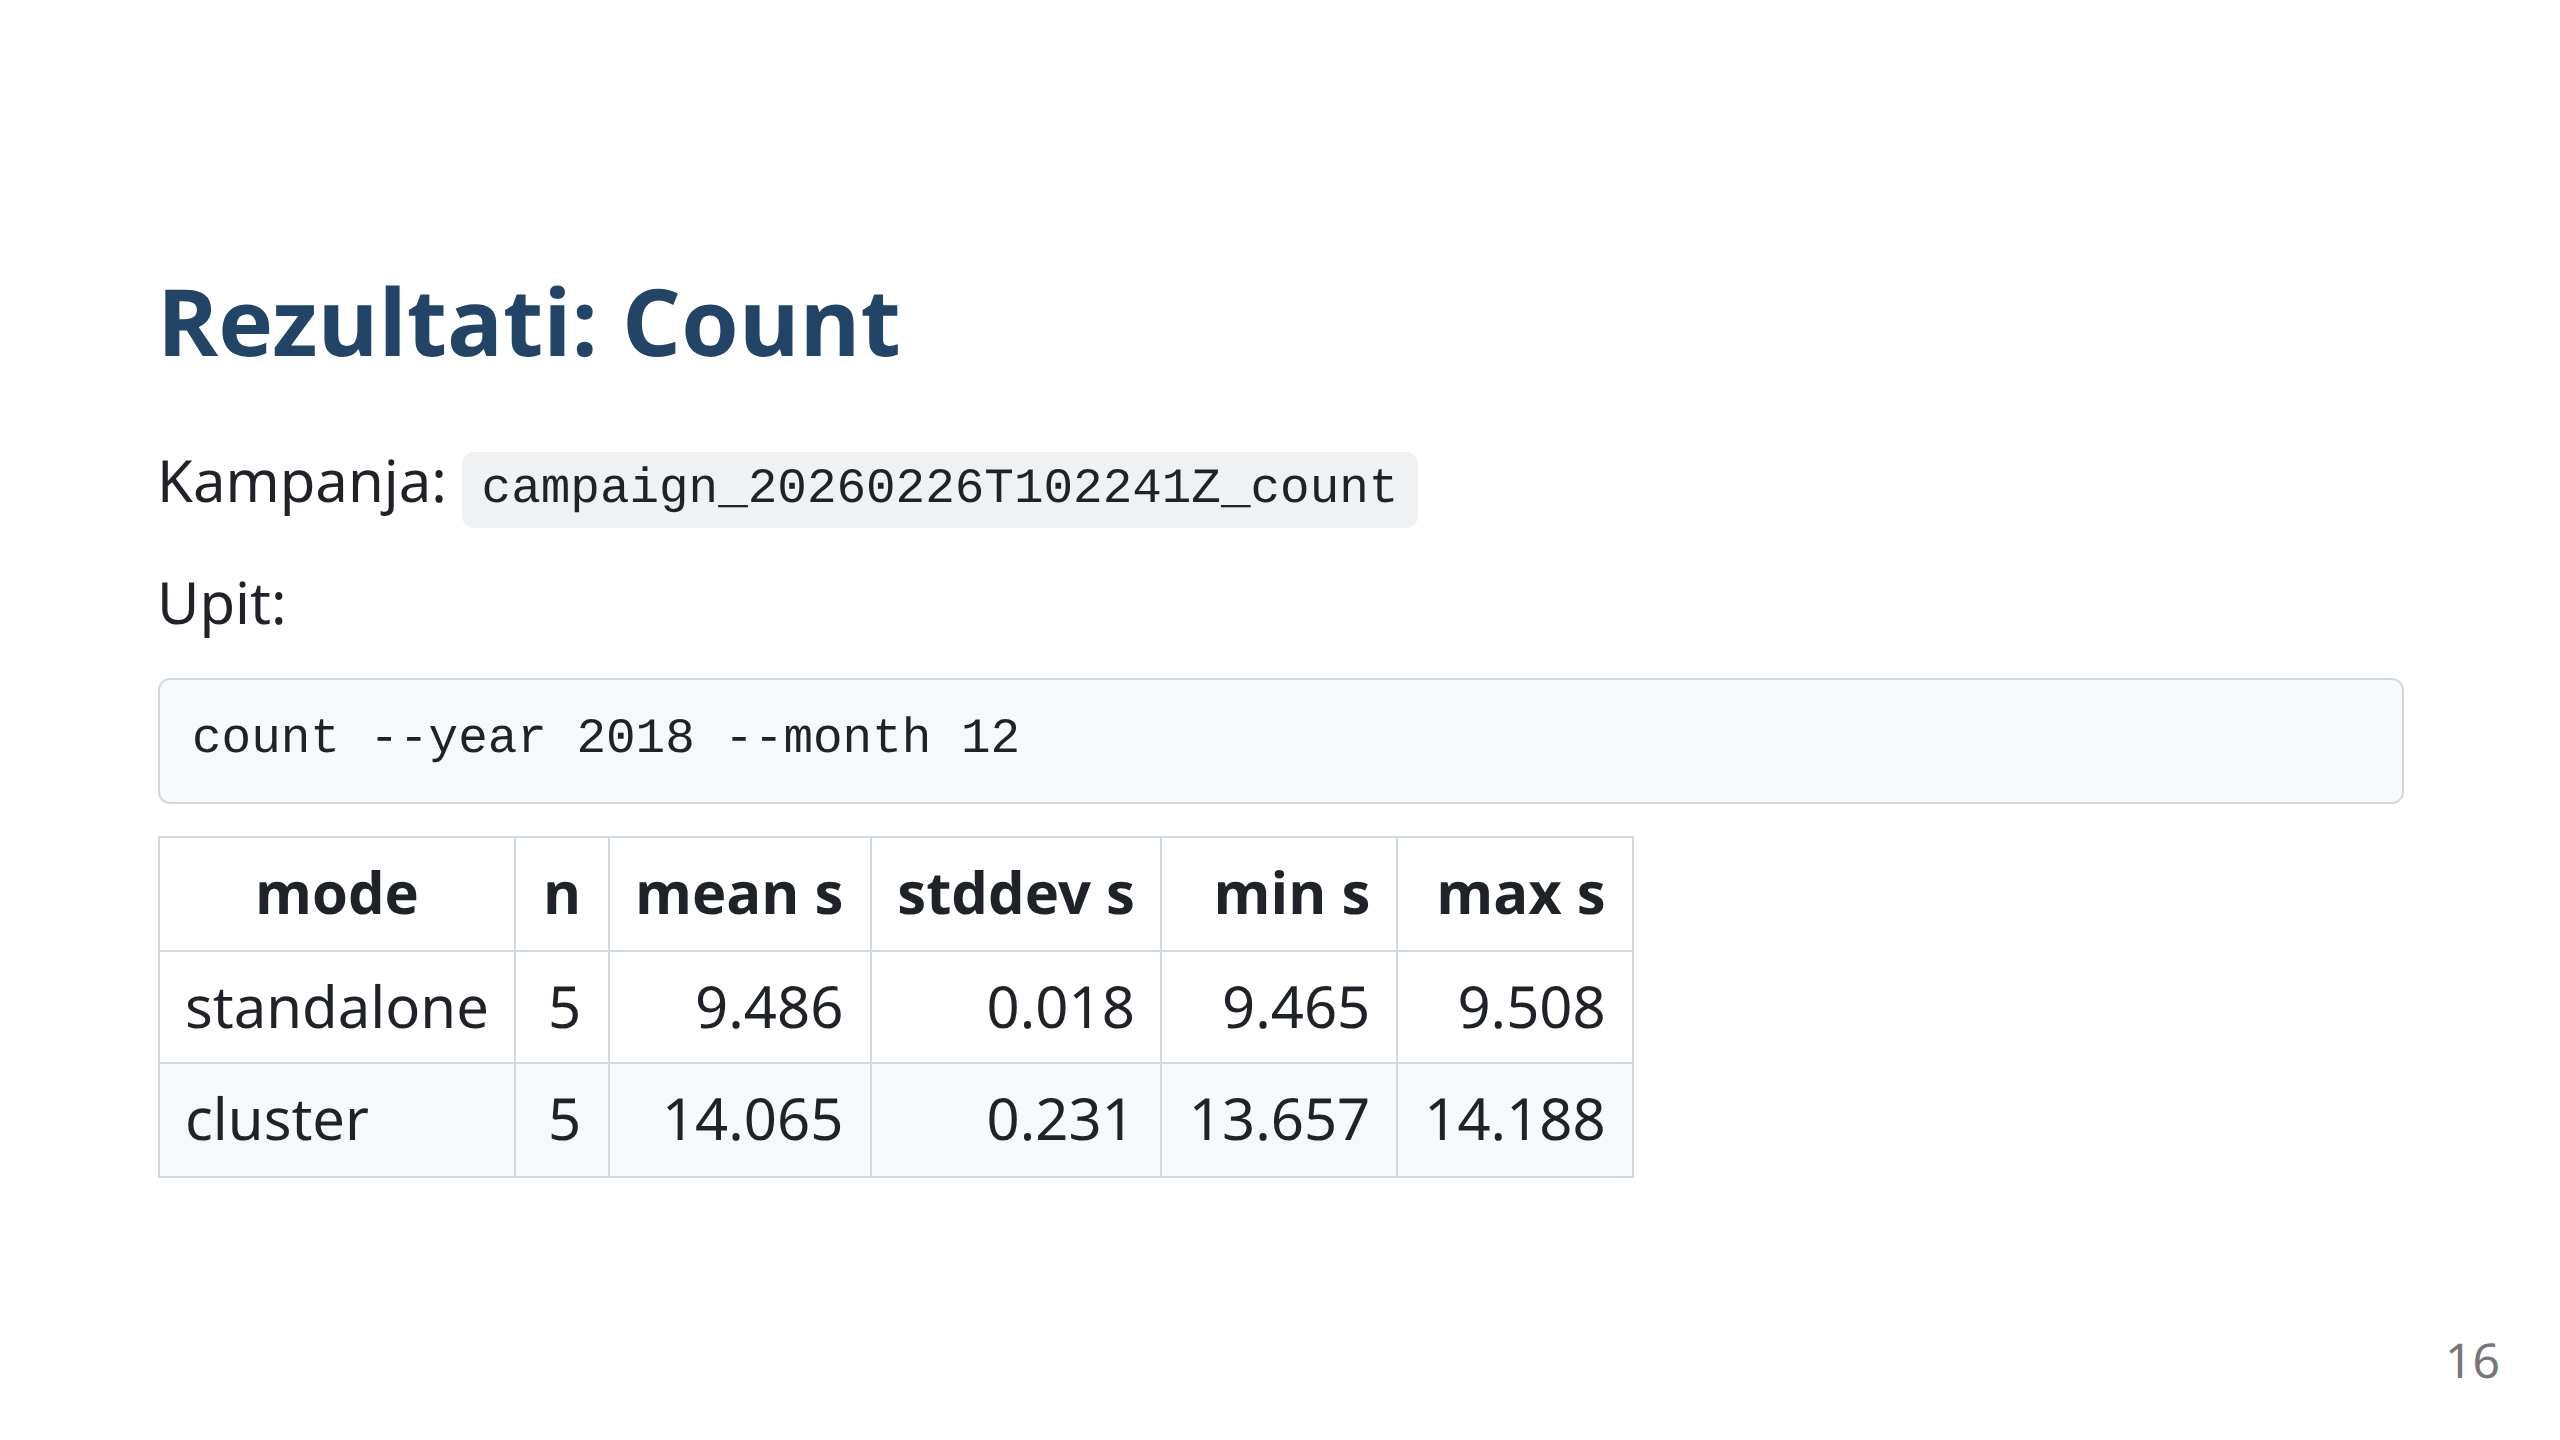 Rezultati: Count
Kampanja: campaign_20260226T102241Z_count
Upit:
count --year 2018 --month 12
mode n mean s stddev s min s max s
standalone 5 9.486 0.018 9.465 9.508
cluster 5 14.065 0.231 13.657 14.188
16